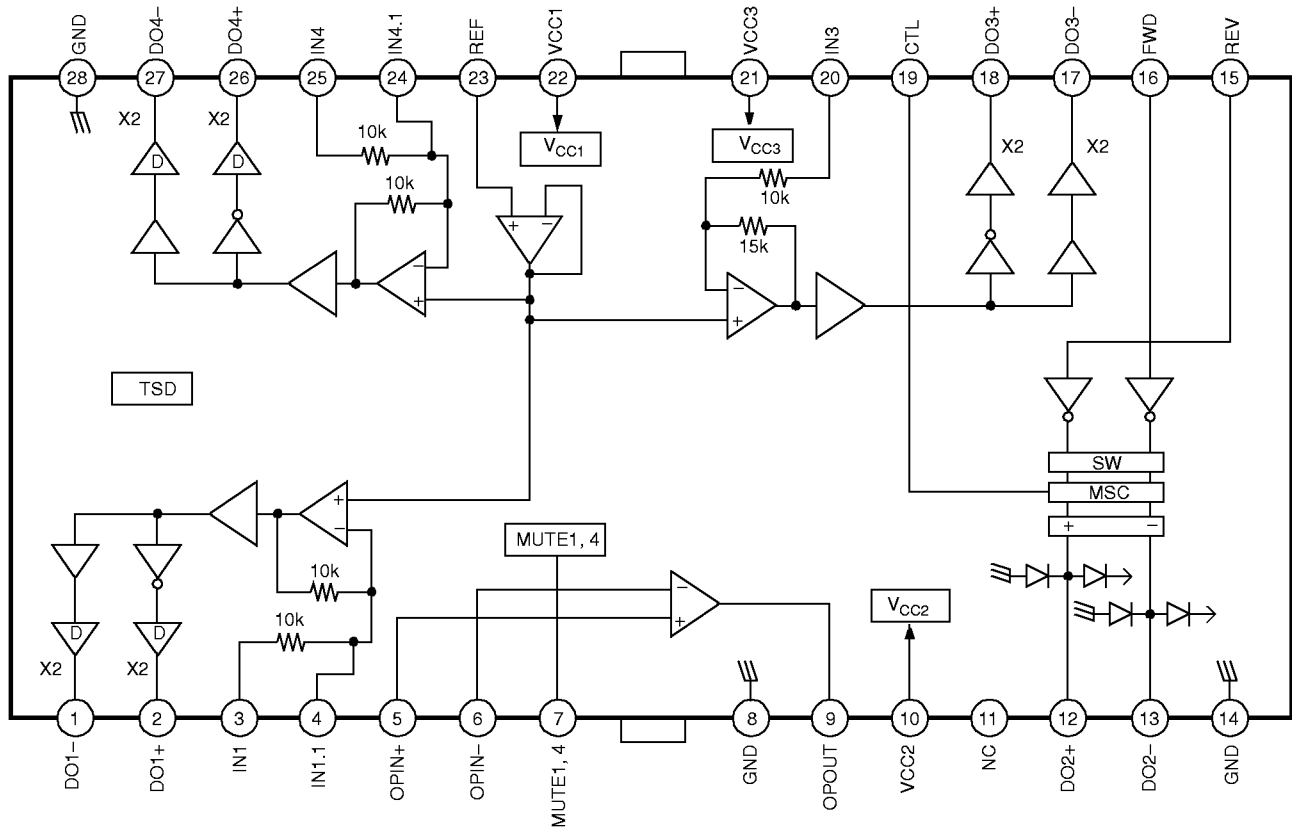 GND
DO4−
DO4+
IN4
IN4.1
REF
VCC1
VCC3
IN3
CTL
DO3+
DO3−
FWD
REV
28
27
26
25
24
23
22
21
20
19
18
17
16
15
X2
X2
10k
VCC1
VCC3
X2
X2
D
D
10k
10k
+
−
15k
−
+
−
+
TSD
SW
MSC
+
−
+
−
MUTE1, 4
10k
−
+
VCC2
10k
D
D
X2
X2
1
2
3
4
5
6
7
8
9
10
11
12
13
14
DO1−
DO1+
IN1
IN1.1
OPIN+
OPIN−
MUTE1, 4
GND
OPOUT
VCC2
NC
DO2+
DO2−
GND